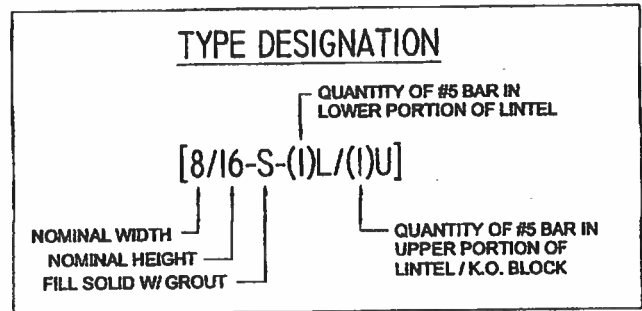 TYPE DESIGNATION
QUANTITY OF #5 BAR IN
LOWER PORTION OF LINTEL
[8/16-S-(1)L/(1)U]
NOMINAL WIDTH
NOMINAL HEIGHT
FILL SOLID W/ GROUT
QUANTITY OF #5 BAR IN
UPPER PORTION OF
LINTEL / K.O. BLOCK